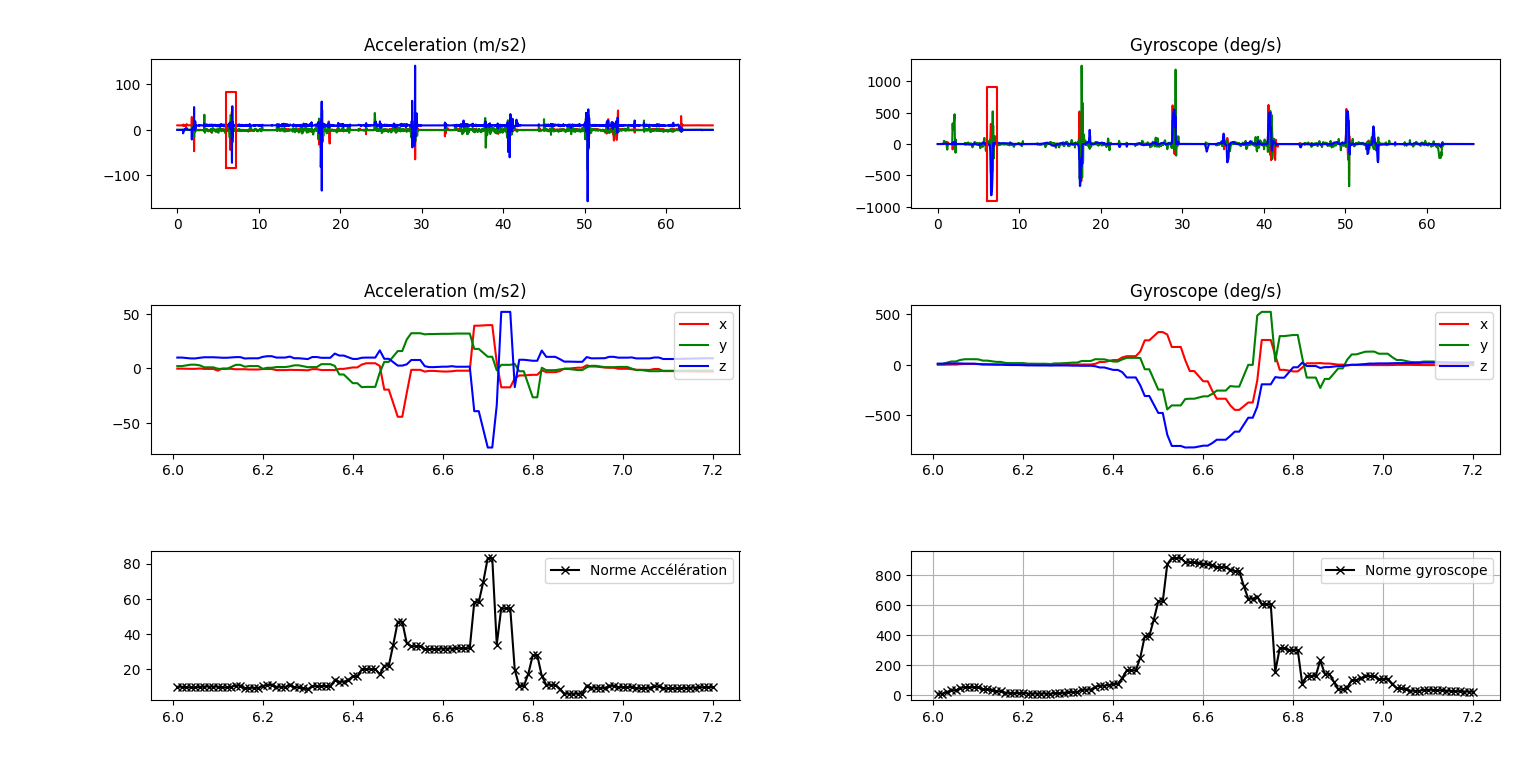 Acceleration (m/s2)
100
0
−100
0 10 20 30 40 50 60
Gyroscope (deg/s)
1000
500
0
−500
−1000
0 10 20 30 40 50 60
Acceleration (m/s2)
50
0
−50
x
y
z
6.0 6.2 6.4 6.6 6.8 7.0 7.2
Gyroscope (deg/s)
500
0
−500
x
y
z
6.0 6.2 6.4 6.6 6.8 7.0 7.2
80
60
40
20
Norme Accélération
6.0 6.2 6.4 6.6 6.8 7.0 7.2
800
600
400
200
0
Norme gyroscope
6.0 6.2 6.4 6.6 6.8 7.0 7.2